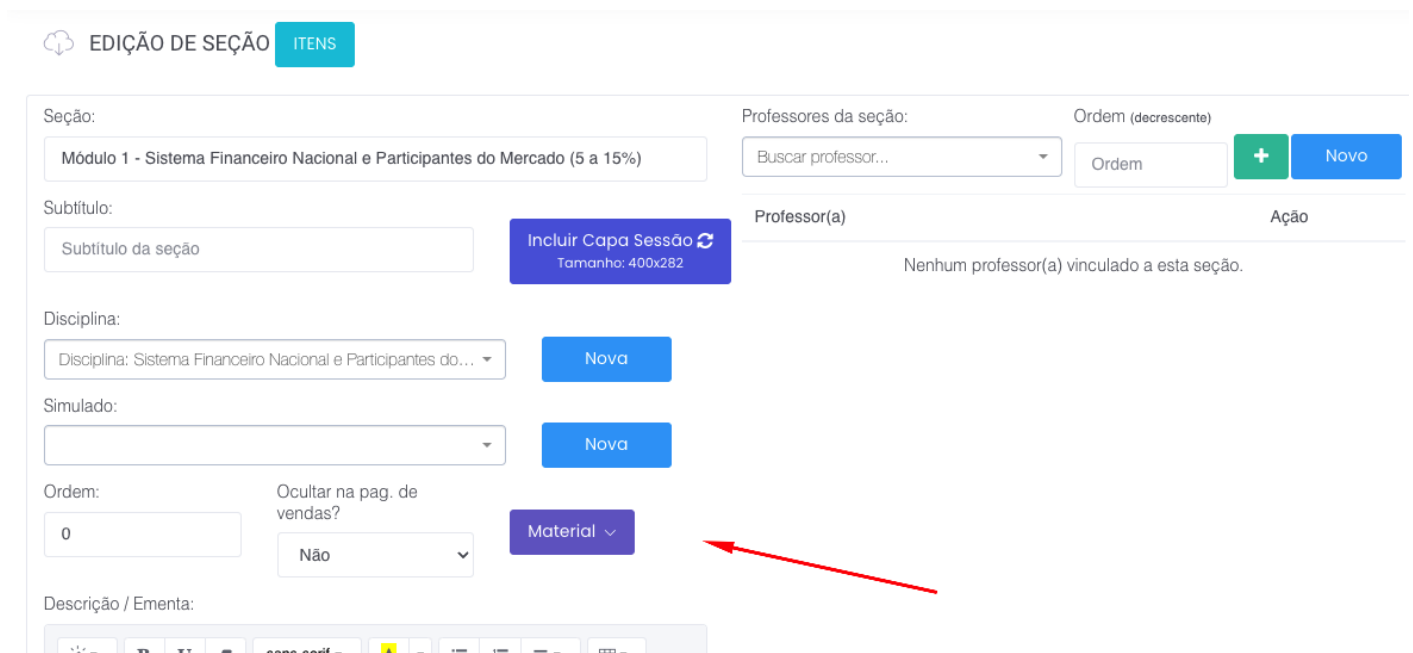 EDIÇÃO DE SEÇÃO ITENS
Seção:
Módulo 1 - Sistema Financeiro Nacional e Participantes do Mercado (5 a 15%)
Subtítulo:
Subtítulo da seção
Incluir Capa Sessão
Tamanho: 400x282
Disciplina:
Disciplina: Sistema Financeiro Nacional e Participantes do...
Nova
Simulado:
Nova
Ordem:
0
Ocultar na pag. de
vendas?
Não
Material
Descrição / Ementa:
B U
sans-serif
A
Professores da seção:
Buscar professor...
Ordem (decrescente)
Ordem
+ Novo
Professor(a) Ação
Nenhum professor(a) vinculado a esta seção.